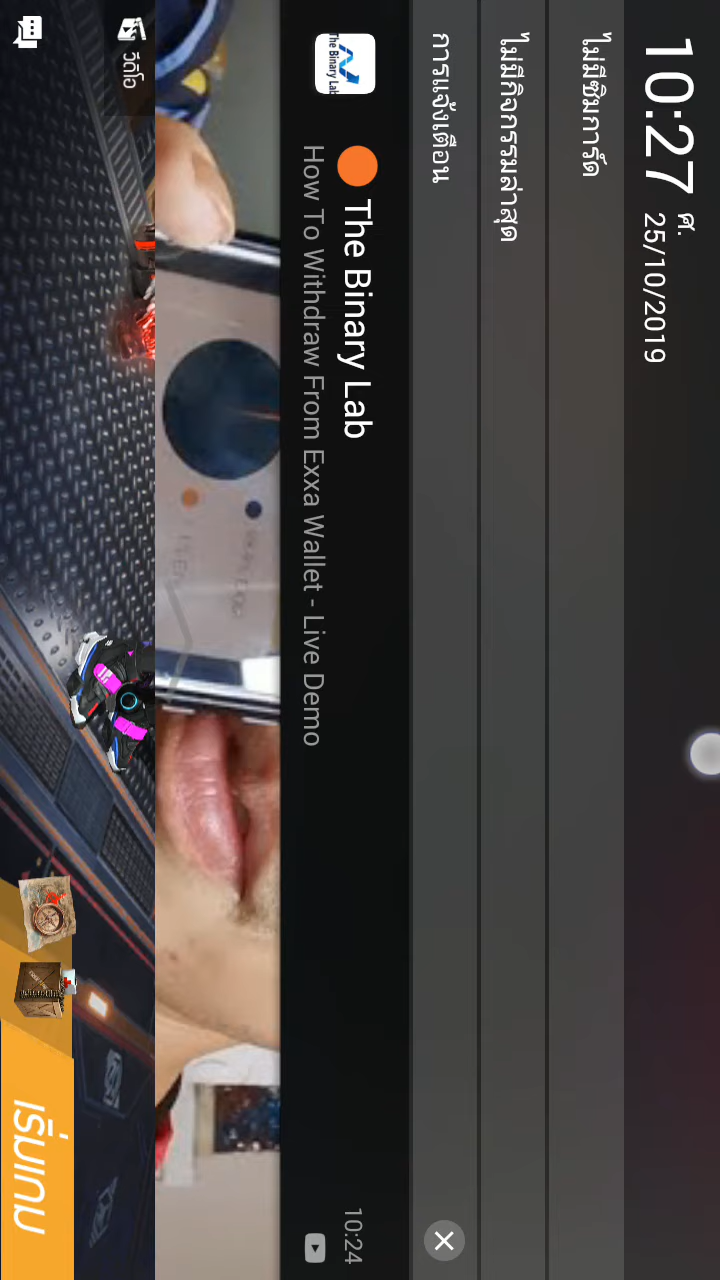 10:27 ศ. 25/10/2019
ไม่มีซิมการ์ด
ไม่มีกิจกรรมล่าสุด
การแจ้งเตือน
The Binary Lab
The Binary Lab
10:24
How To Withdraw From Exxa Wallet - Live Demo
วีดีโอ
เริ่มเกม